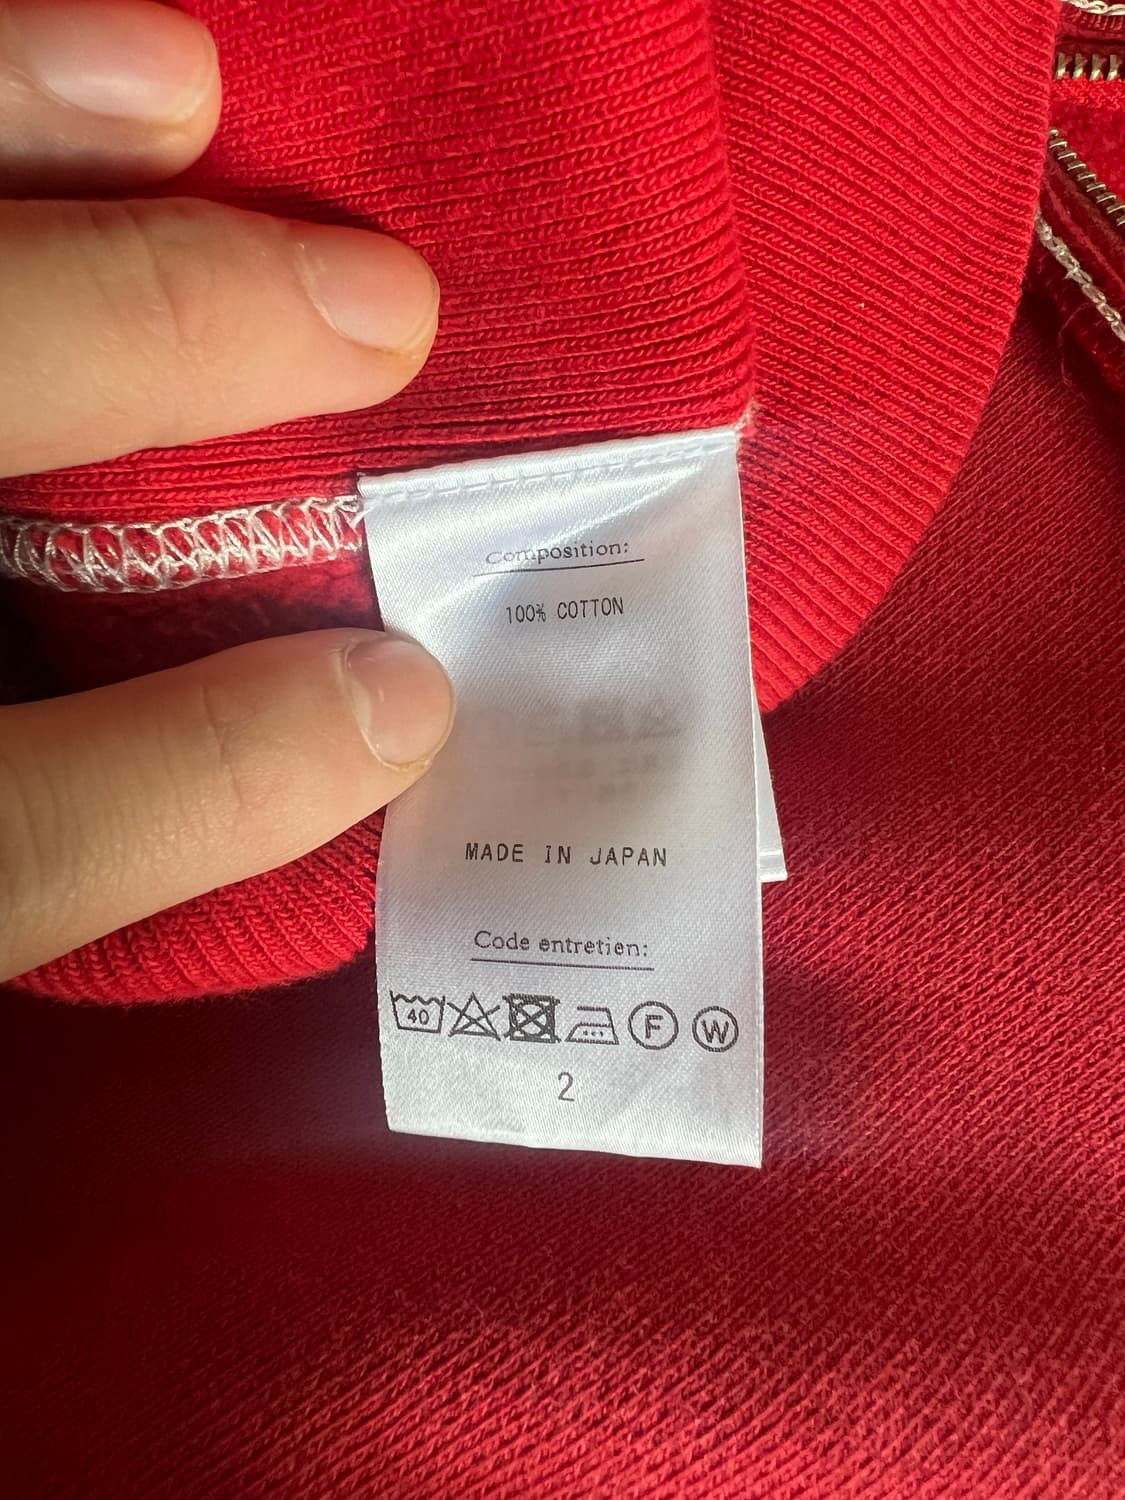 Composition:
100% COTTON
MADE IN JAPAN
Code entretien:
40 F W
2